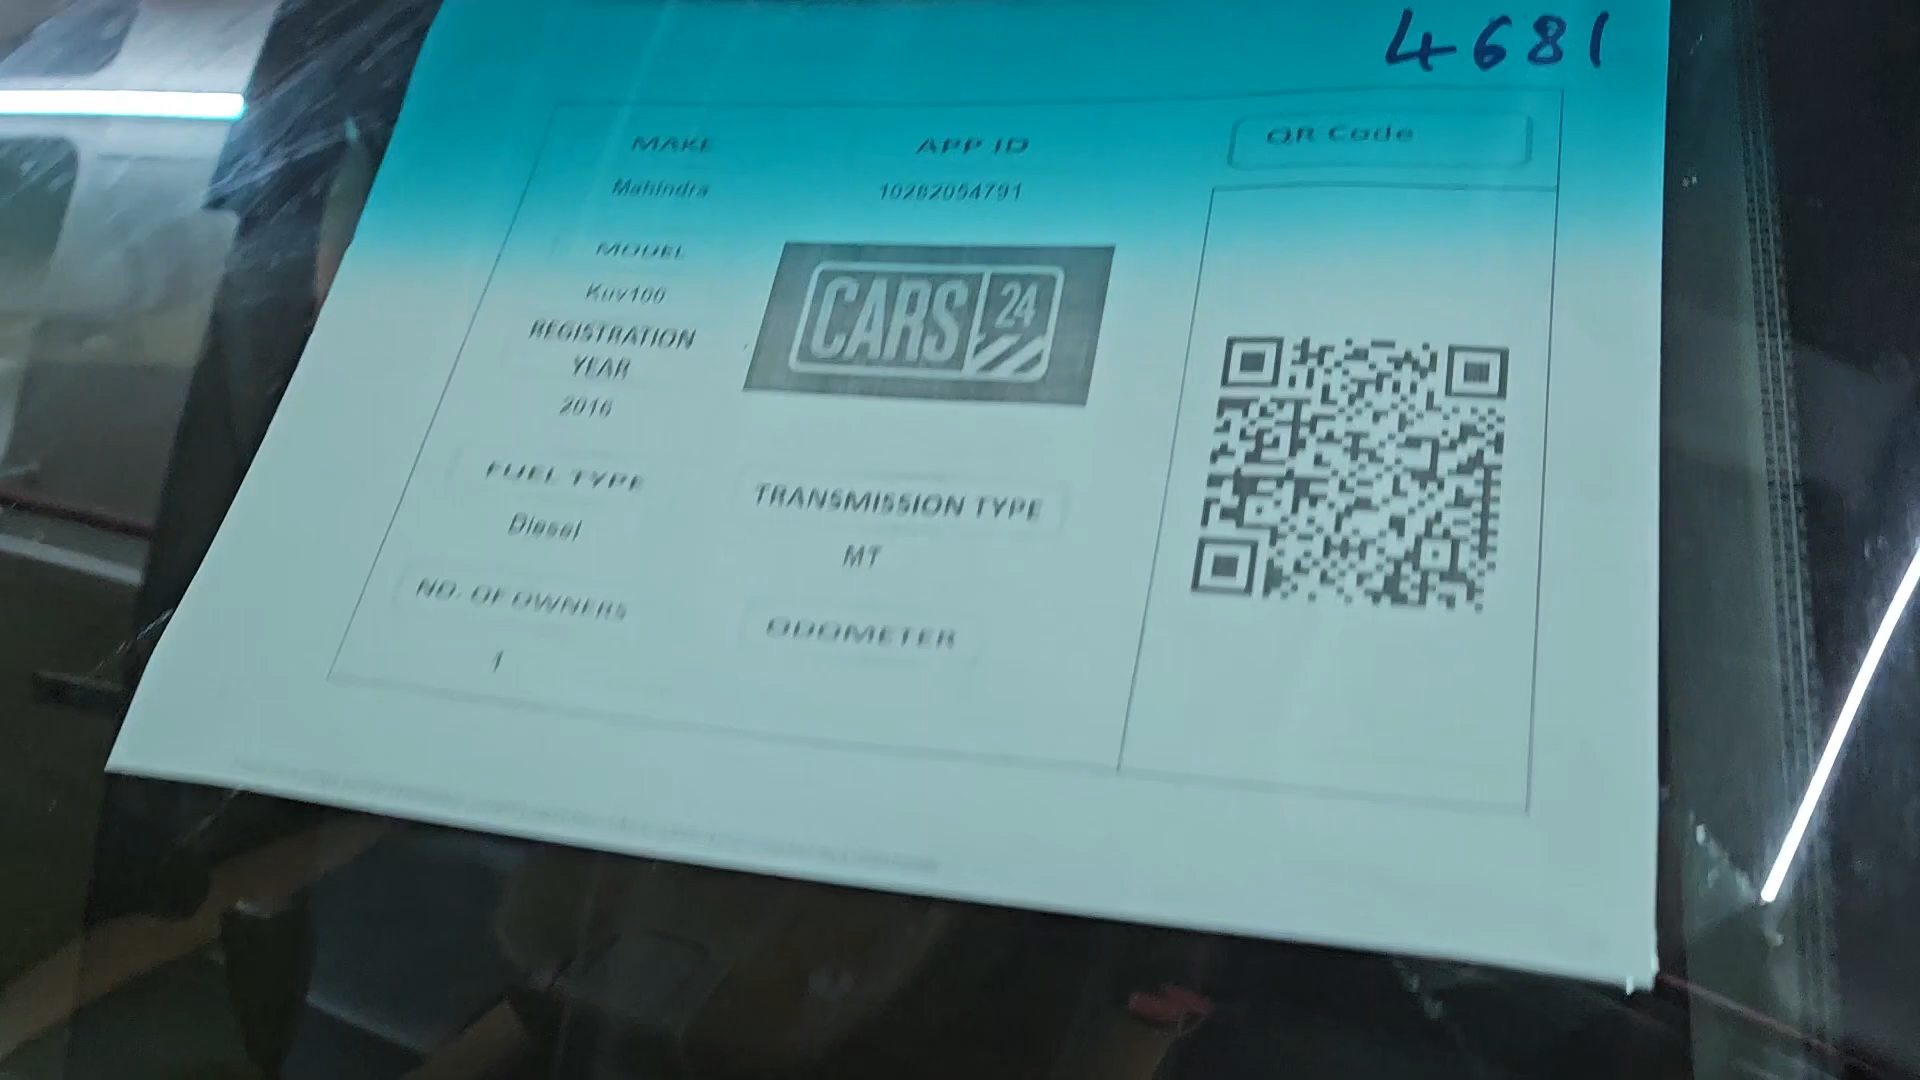 4681
MAKE
Mahindra
APP ID
10282054791
QR Code
MODEL
Kuv100
CARS 24
REGISTRATION
YEAR
2016
FUEL TYPE
Diesel
TRANSMISSION TYPE
MT
NO. OF OWNERS
1
ODOMETER